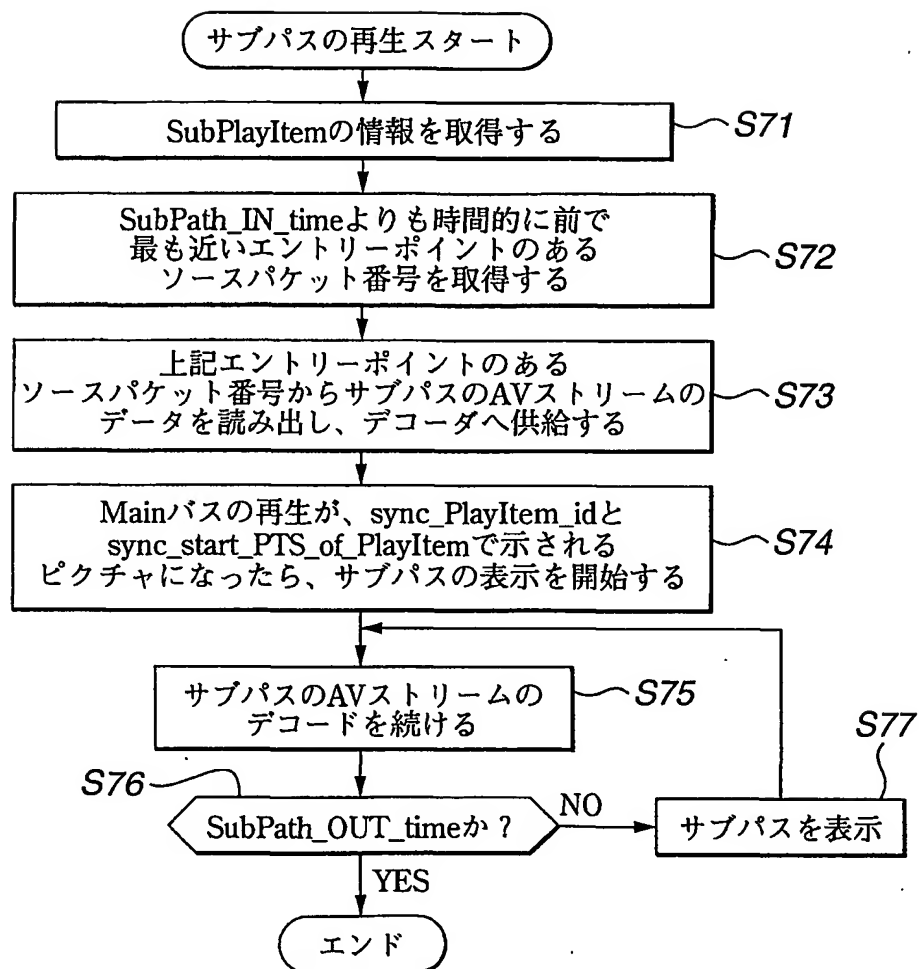 サブパスの再生スタート
SubPlayItemの情報を取得する
S71
SubPath_IN_timeよりも時間的に前で
最も近いエントリーポイントのある
ソースパケット番号を取得する
S72
上記エントリーポイントのある
ソースパケット番号からサブパスのAVストリームの
データを読み出し、デコーダへ供給する
S73
Mainパスの再生が、sync_PlayItem_idと
sync_start_PTS_of_PlayItemで示される
ピクチャになったら、サブパスの表示を開始する
S74
サブパスのAVストリームの
デコードを続ける
S75
S76
SubPath_OUT_timeか？
NO
S77
サブパスを表示
YES
エンド